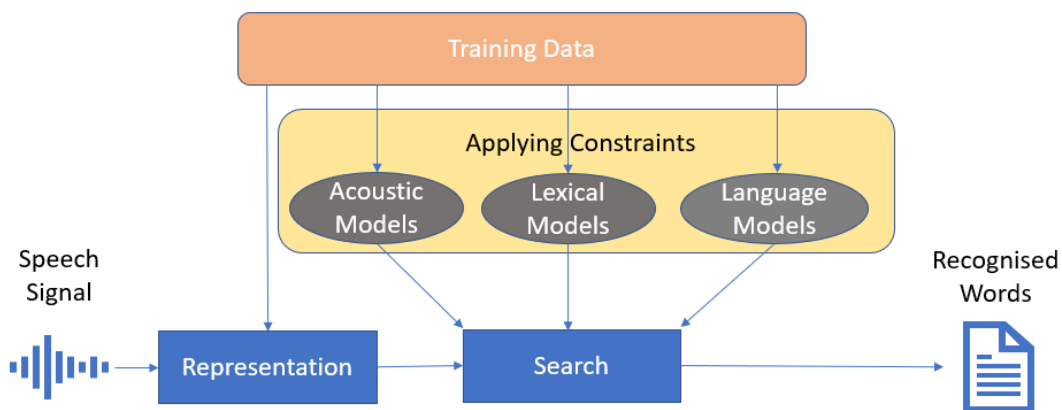 Training Data
Applying Constraints
Acoustic
Models
Lexical
Models
Language
Models
Speech
Signal
Recognised
Words
Representation
Search